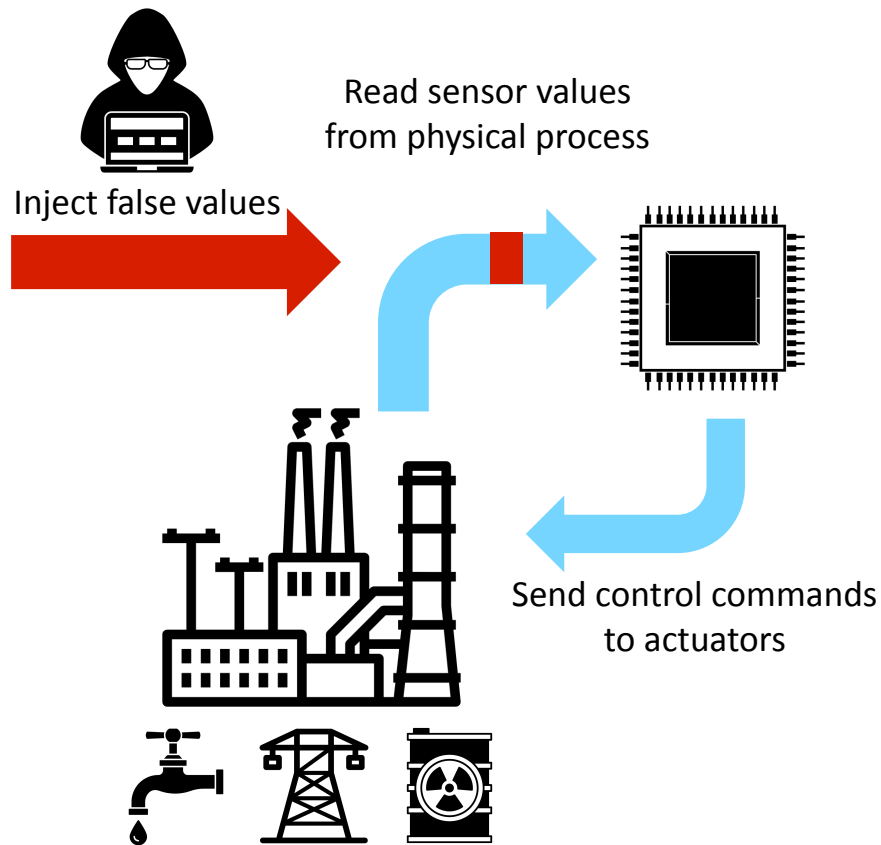 Read sensor values
from physical process
Inject false values
Send control commands
to actuators